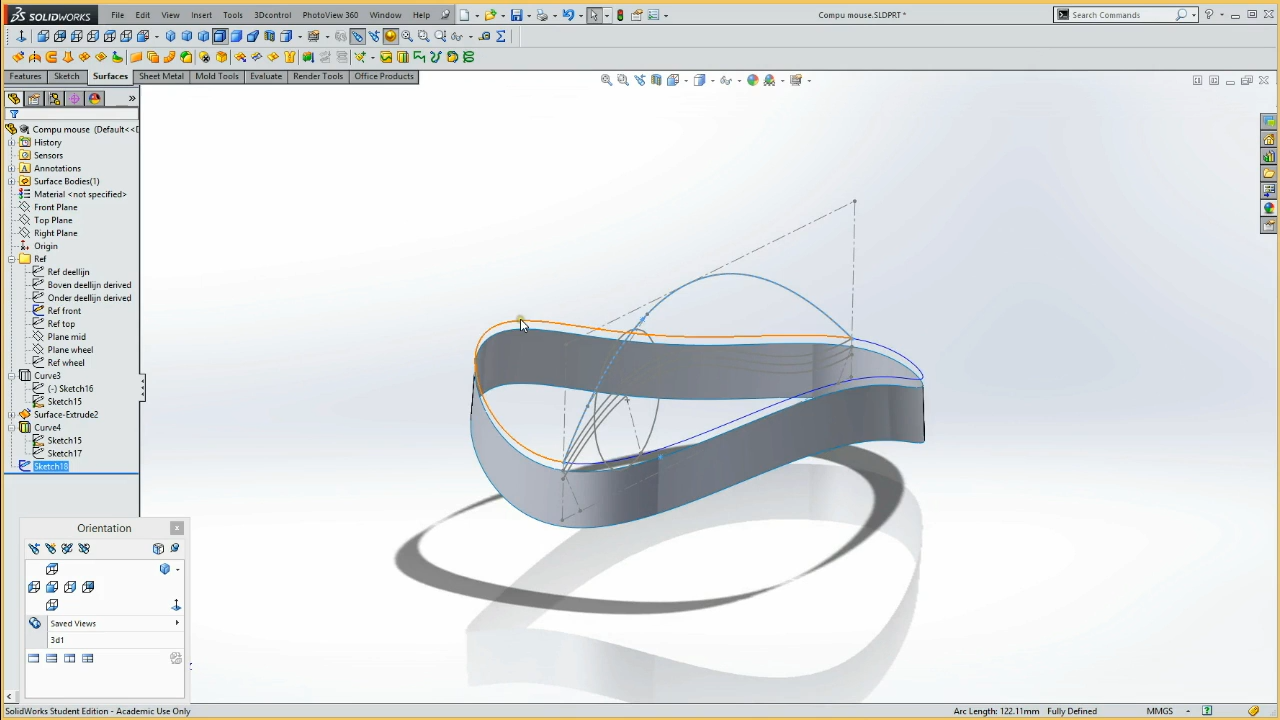 SOLIDWORKS File Edit View Insert Tools 3Dcontrol PhotoView 360 Window Help Compu mouse.SLDPRT * Search Commands
Features Sketch Surfaces Sheet Metal Mold Tools Evaluate Render Tools Office Products
Compu mouse (Default<<D
History
Sensors
Annotations
Surface Bodies(1)
Material <not specified>
Front Plane
Top Plane
Right Plane
Origin
Ref
Ref deellijn
Boven deellijn derived
Onder deellijn derived
Ref front
Ref top
Plane mid
Plane wheel
Ref wheel
Curve3
(-) Sketch16
Sketch15
Surface-Extrude2
Curve4
Sketch15
Sketch17
Sketch18
Orientation
Saved Views
3d1
SolidWorks Student Edition - Academic Use Only Arc Length: 122.11mm Fully Defined MMGS